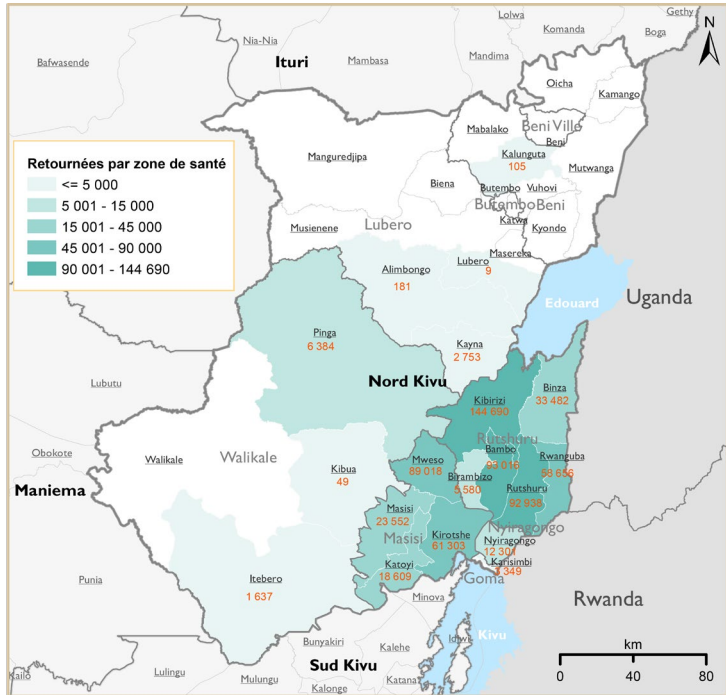 Lolwa
Gethy
N
Nia-Nia
Komanda
Boga
Bafwasende
Ituri
Mambasa
Mandima
Oicha
Kamango
Mabalako
Beni Ville
Beni
Manguredjipa
Kalunguta
105
Mutwanga
Retournées par zone de santé
<= 5 000
5 001 - 15 000
15 001 - 45 000
45 001 - 90 000
90 001 - 144 690
Biena
Butembo
Vuhovi
Butembo
Beni
Musienene
Lubero
Katwa
Kyondo
Masereka
Alimbongo
181
Lubero
9
Edouard
Uganda
Pinga
6 384
Kayna
2 753
Nord Kivu
Binza
33 482
Kibirizi
144 690
Lubutu
Rutshuru
Bambo
93 016
Obokote
Walikale
Walikale
Mweso
89 018
Rwanguba
Kibua
49
Birambizo
5 580
Rutshuru
92 938
Maniema
Masisi
23 552
Nyiragongo
Masisi
Kirotshe
61 303
Nyiragongo
12 301
Karisimbi
Katoyi
18 609
Itebero
1 637
Goma
Punia
Minova
Rwanda
Bunyakiri
Kalehe
Idjwi
Kivu
km
Sud Kivu
0
40
80
Kailo
Lulingu
Mulungu
Kalonge
Katana